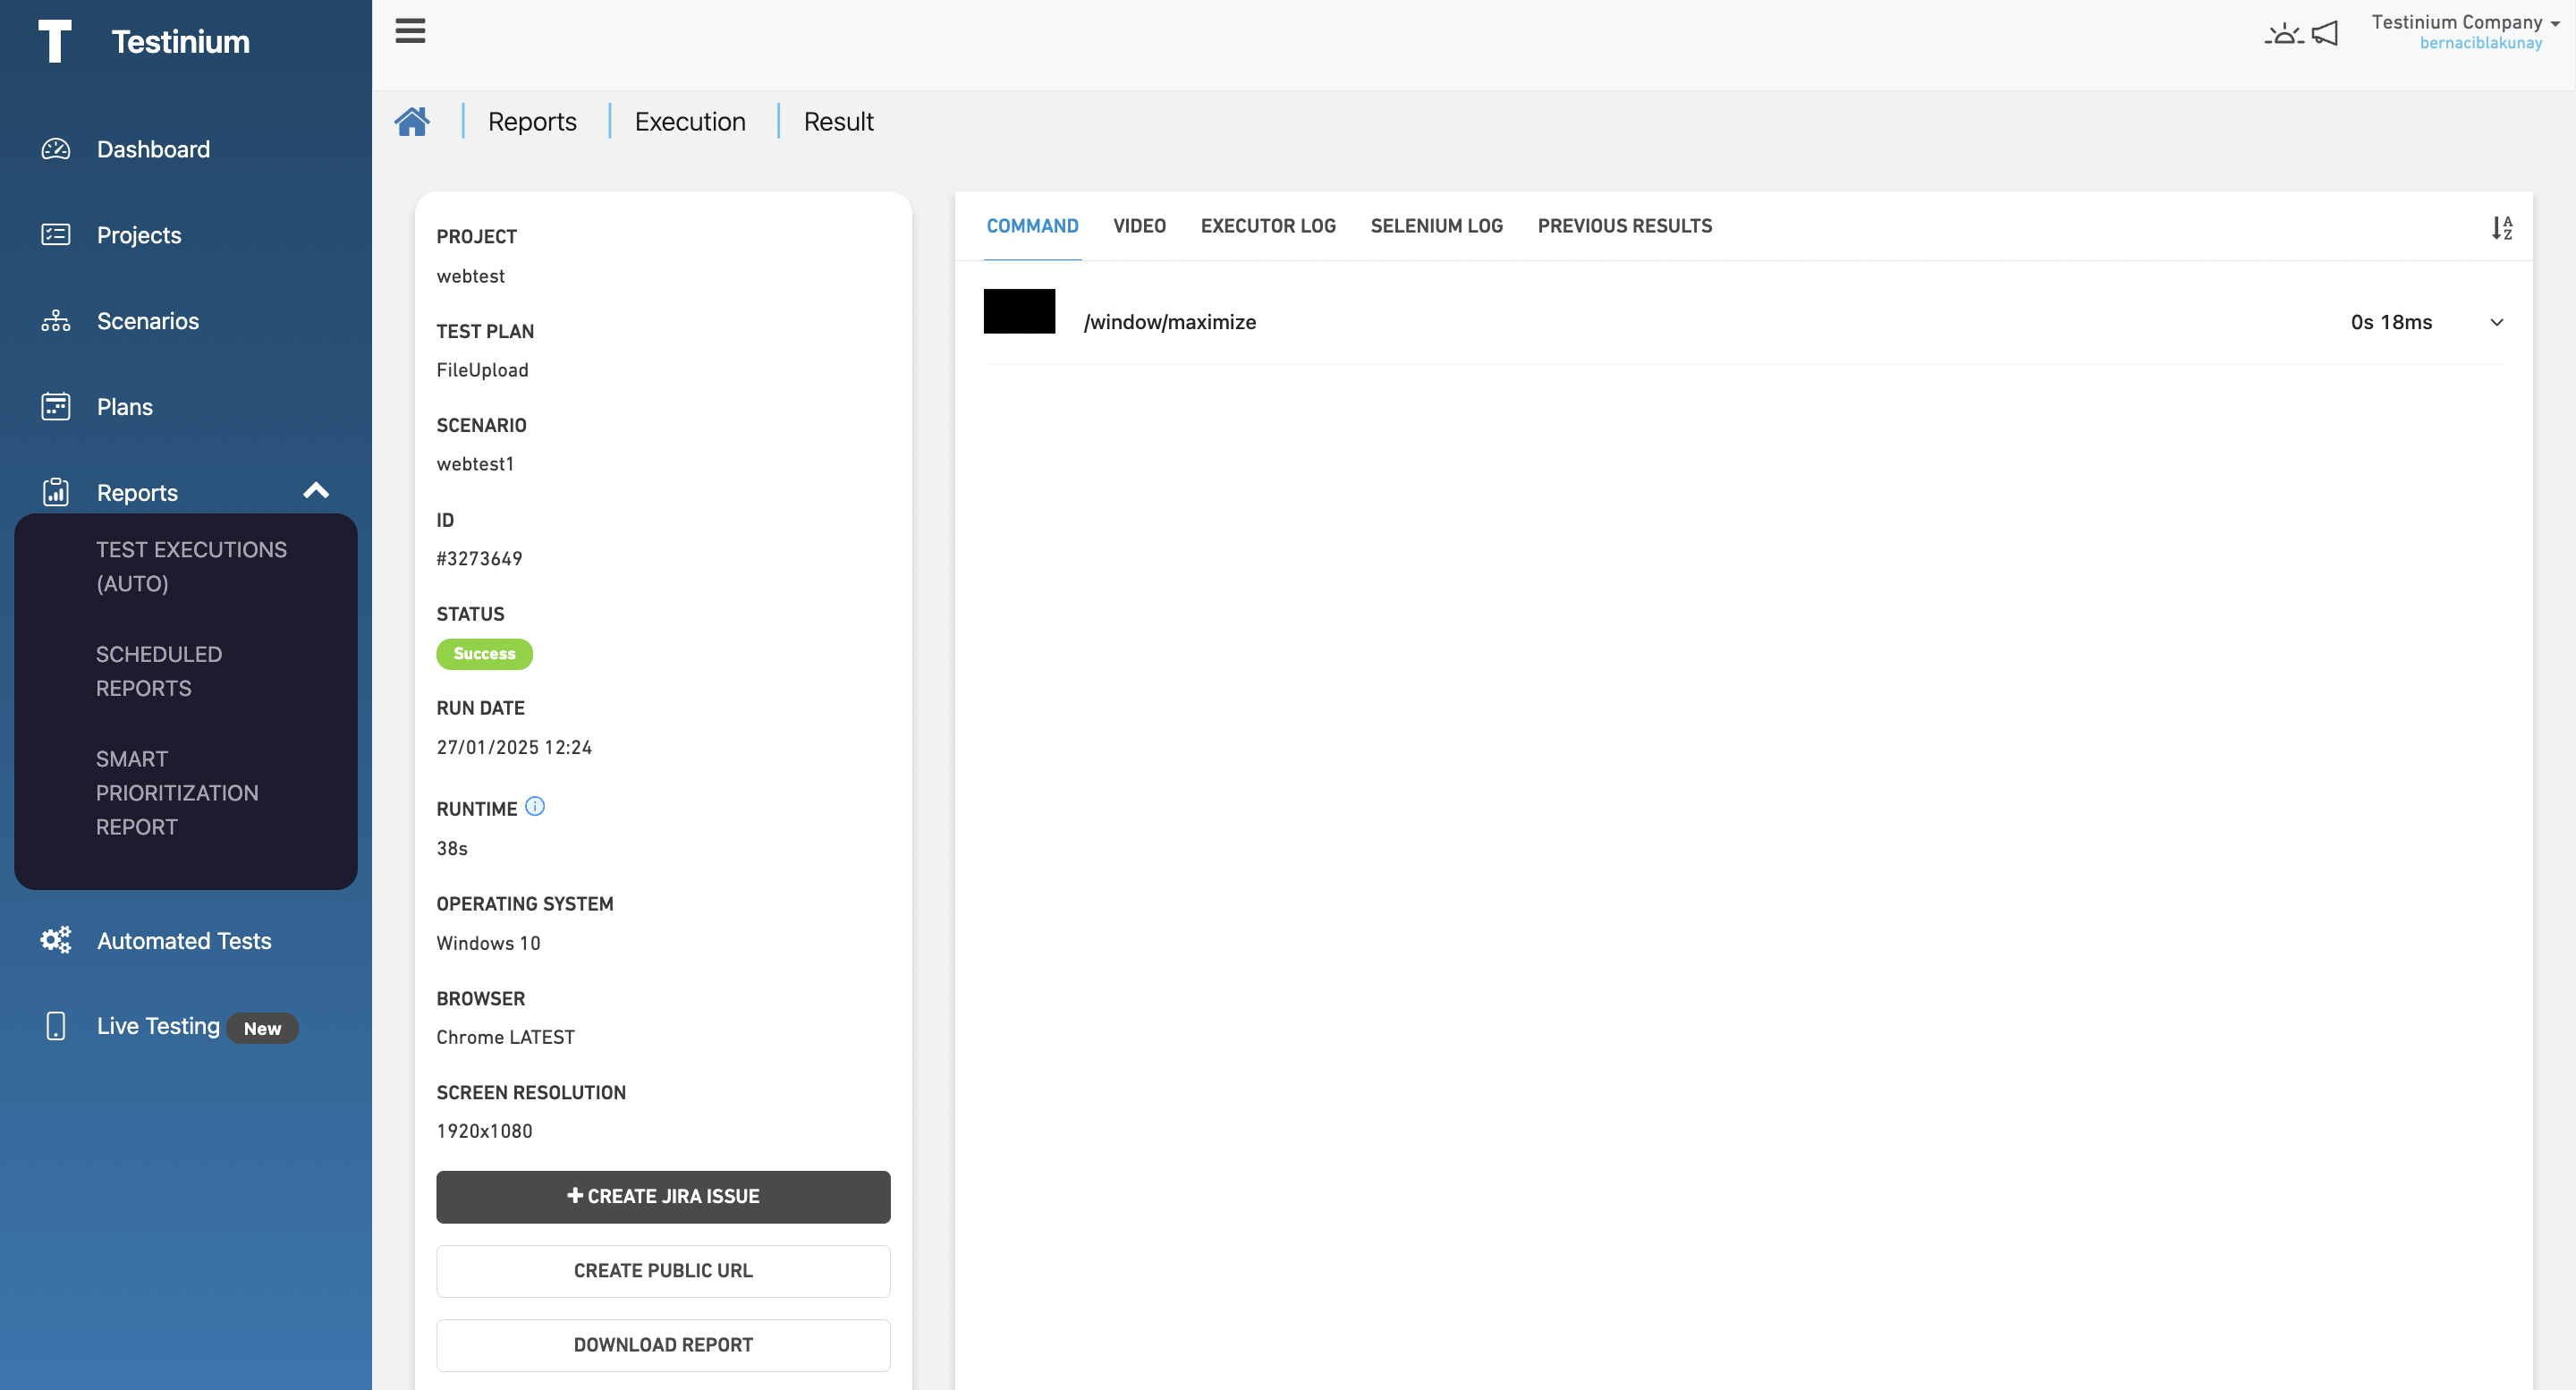 Testinium
Dashboard
Projects
Scenarios
Plans
Reports
TEST EXECUTIONS
(AUTO)
SCHEDULED
REPORTS
SMART
PRIORITIZATION
REPORT
Automated Tests
Live Testing New
Testinium Company
bernaciblakunay
Reports
Execution
Result
PROJECT
webtest
TEST PLAN
FileUpload
SCENARIO
webtest1
ID
#3273649
STATUS
Success
RUN DATE
27/01/2025 12:24
RUNTIME
38s
OPERATING SYSTEM
Windows 10
BROWSER
Chrome LATEST
SCREEN RESOLUTION
1920x1080
CREATE JIRA ISSUE
CREATE PUBLIC URL
DOWNLOAD REPORT
COMMAND VIDEO EXECUTOR LOG SELENIUM LOG PREVIOUS RESULTS
/window/maximize 0s 18ms